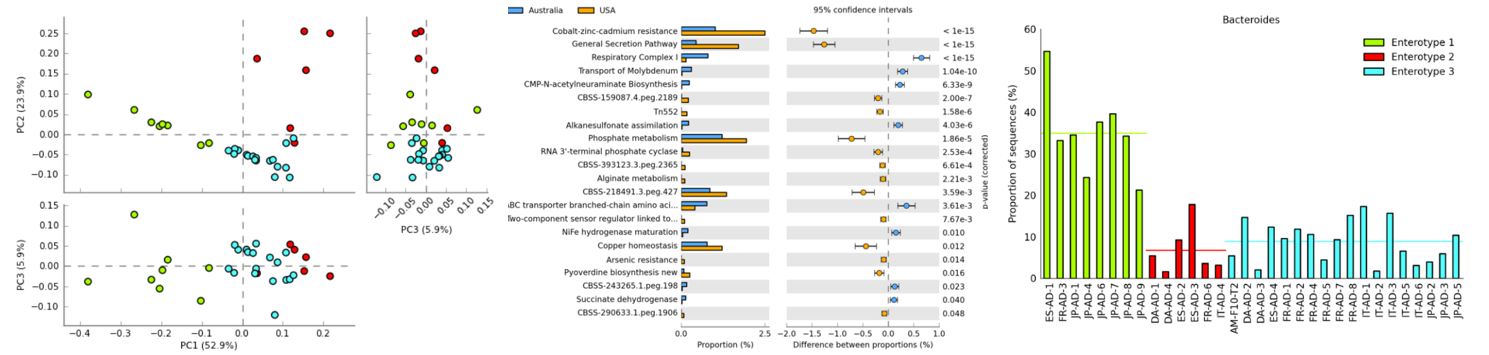 0.25
0.20
0.15
0.10
0.05
0.00
−0.05
−0.10
PC2 (23.9%)
−0.10
−0.05
0.00
0.05
0.10
0.15
PC3 (5.9%)
0.15
0.10
0.05
0.00
−0.05
−0.10
PC3 (5.9%)
−0.4
−0.3
−0.2
−0.1
0.0
0.1
0.2
PC1 (52.9%)
Australia
USA
95% confidence intervals
Cobalt-zinc-cadmium resistance < 1e-15
General Secretion Pathway < 1e-15
Respiratory Complex I < 1e-15
Transport of Molybdenum 1.04e-10
CMP-N-acetylneuraminate Biosynthesis 6.33e-9
CBSS-159087.4.peg.2189 2.00e-7
Tn552 1.58e-6
Alkanesulfonate assimilation 4.03e-6
Phosphate metabolism 1.86e-5
RNA 3'-terminal phosphate cyclase 2.53e-4
CBSS-393123.3.peg.2365 6.61e-4
Alginate metabolism 2.21e-3
CBSS-218491.3.peg.427 3.59e-3
ABC transporter branched-chain amino aci... 3.61e-3
Two-component sensor regulator linked to... 7.67e-3
NiFe hydrogenase maturation 0.010
Copper homeostasis 0.012
Arsenic resistance 0.014
Pyoverdine biosynthesis new 0.016
CBSS-243265.1.peg.198 0.023
Succinate dehydrogenase 0.040
CBSS-290633.1.peg.1906 0.048
0.0 2.5
Proportion (%)
−2.0 −1.5 −1.0 −0.5 0.0 0.5 1.0
Difference between proportions (%)
p-value (corrected)
Bacteroides
Enterotype 1
Enterotype 2
Enterotype 3
60
50
40
30
20
10
0
Proportion of sequences (%)
ES-AD-1
FR-AD-3
JP-AD-1
JP-AD-4
JP-AD-6
JP-AD-7
JP-AD-8
JP-AD-9
DA-AD-1
DA-AD-4
ES-AD-2
ES-AD-3
FR-AD-6
IT-AD-4
AM-F10-T2
DA-AD-2
DA-AD-3
ES-AD-4
FR-AD-1
FR-AD-2
FR-AD-4
FR-AD-5
FR-AD-7
FR-AD-8
IT-AD-1
IT-AD-2
IT-AD-3
IT-AD-5
IT-AD-6
JP-AD-2
JP-AD-3
JP-AD-5